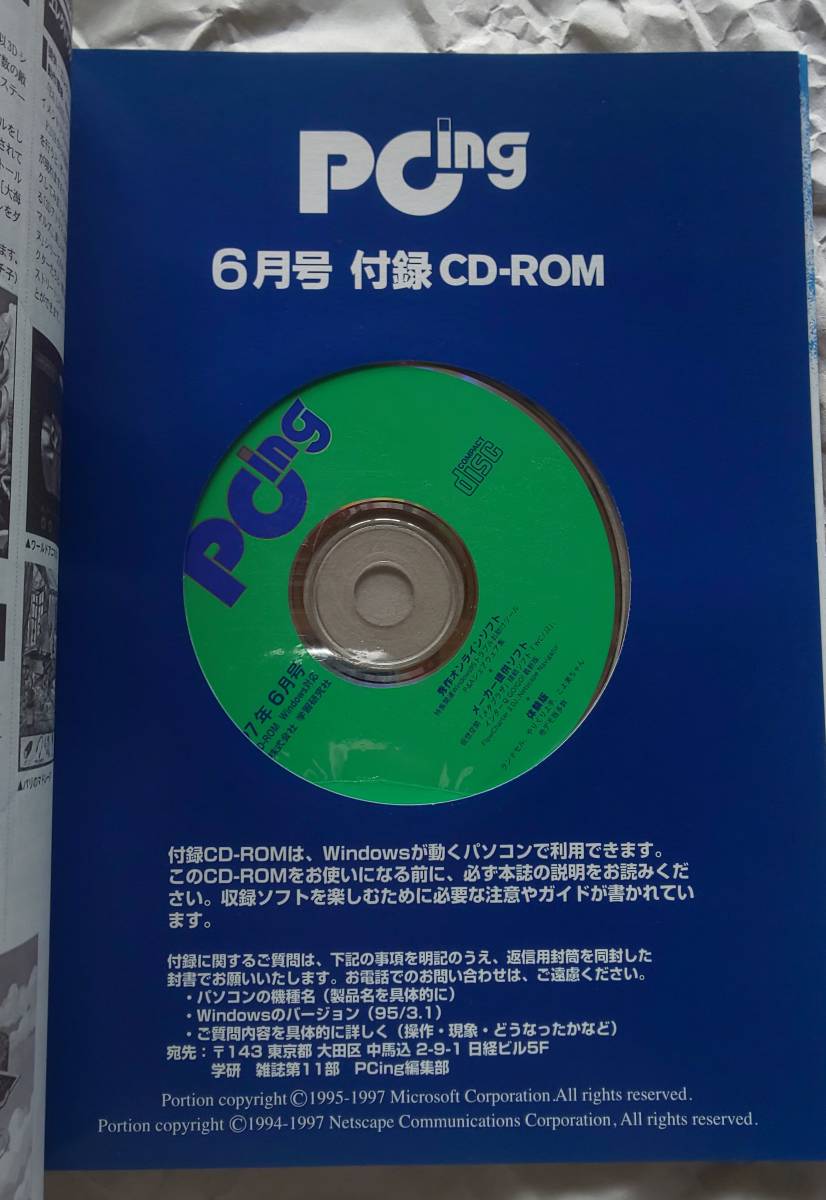 PCing
6月号 付録 CD-ROM
PCing
COMPACT
disc
7年6月号
D-ROM Windows対応
株式会社 学習研究社
秀作オンラインソフト
メーカー提供ソフト
体験版
付録CD-ROMは、Windowsが動くパソコンで利用できます。
このCD-ROMをお使いになる前に、必ず本誌の説明をお読みくだ
さい。収録ソフトを楽しむために必要な注意やガイドが書かれてい
ます。
付録に関するご質問は、下記の事項を明記のうえ、返信用封筒を同封した
封書でお願いいたします。お電話でのお問い合わせは、ご遠慮ください。
・パソコンの機種名（製品名を具体的に）
・Windowsのバージョン（95/3.1）
・ご質問内容を具体的に詳しく（操作・現象・どうなったかなど）
宛先：〒143 東京都 大田区 中馬込 2-9-1 日経ビル5F
学研 雑誌第11部 PCing編集部
Portion copyright ©1995-1997 Microsoft Corporation.All rights reserved.
Portion copyright ©1994-1997 Netscape Communications Corporation, All rights reserved.